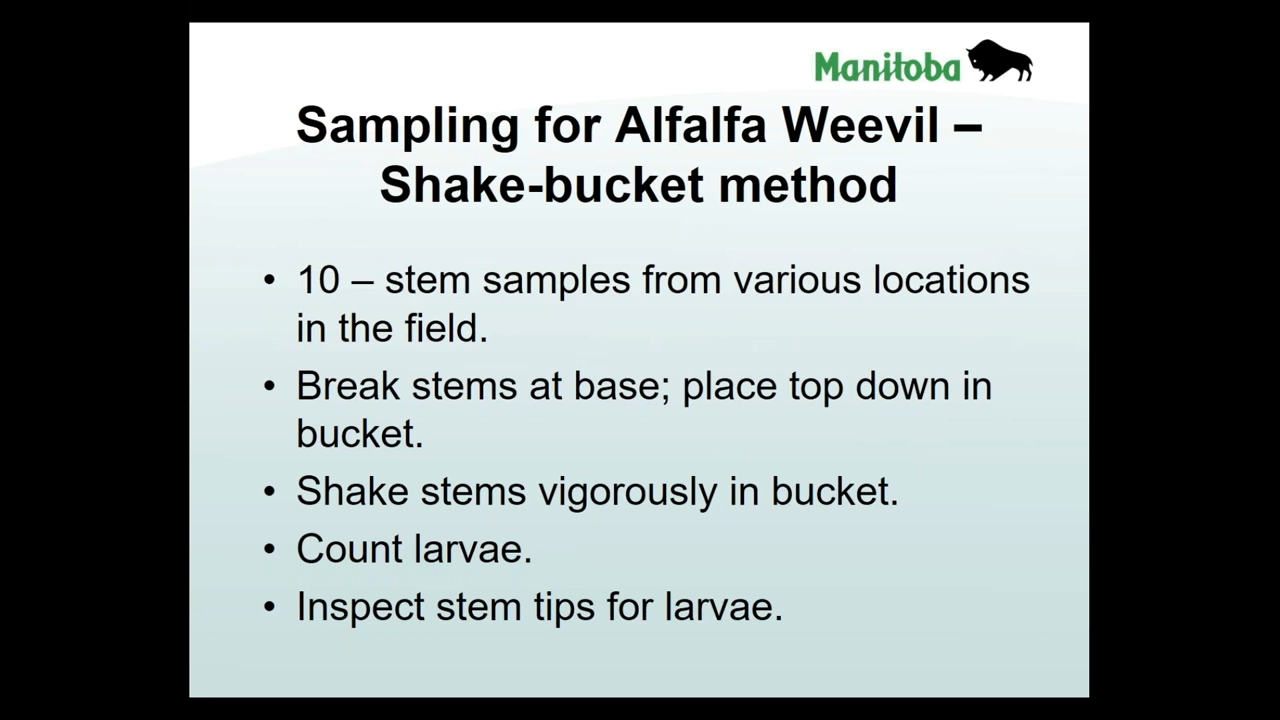 Manitoba
Sampling for Alfalfa Weevil –
Shake-bucket method
• 10 – stem samples from various locations
in the field.
• Break stems at base; place top down in
bucket.
• Shake stems vigorously in bucket.
• Count larvae.
• Inspect stem tips for larvae.